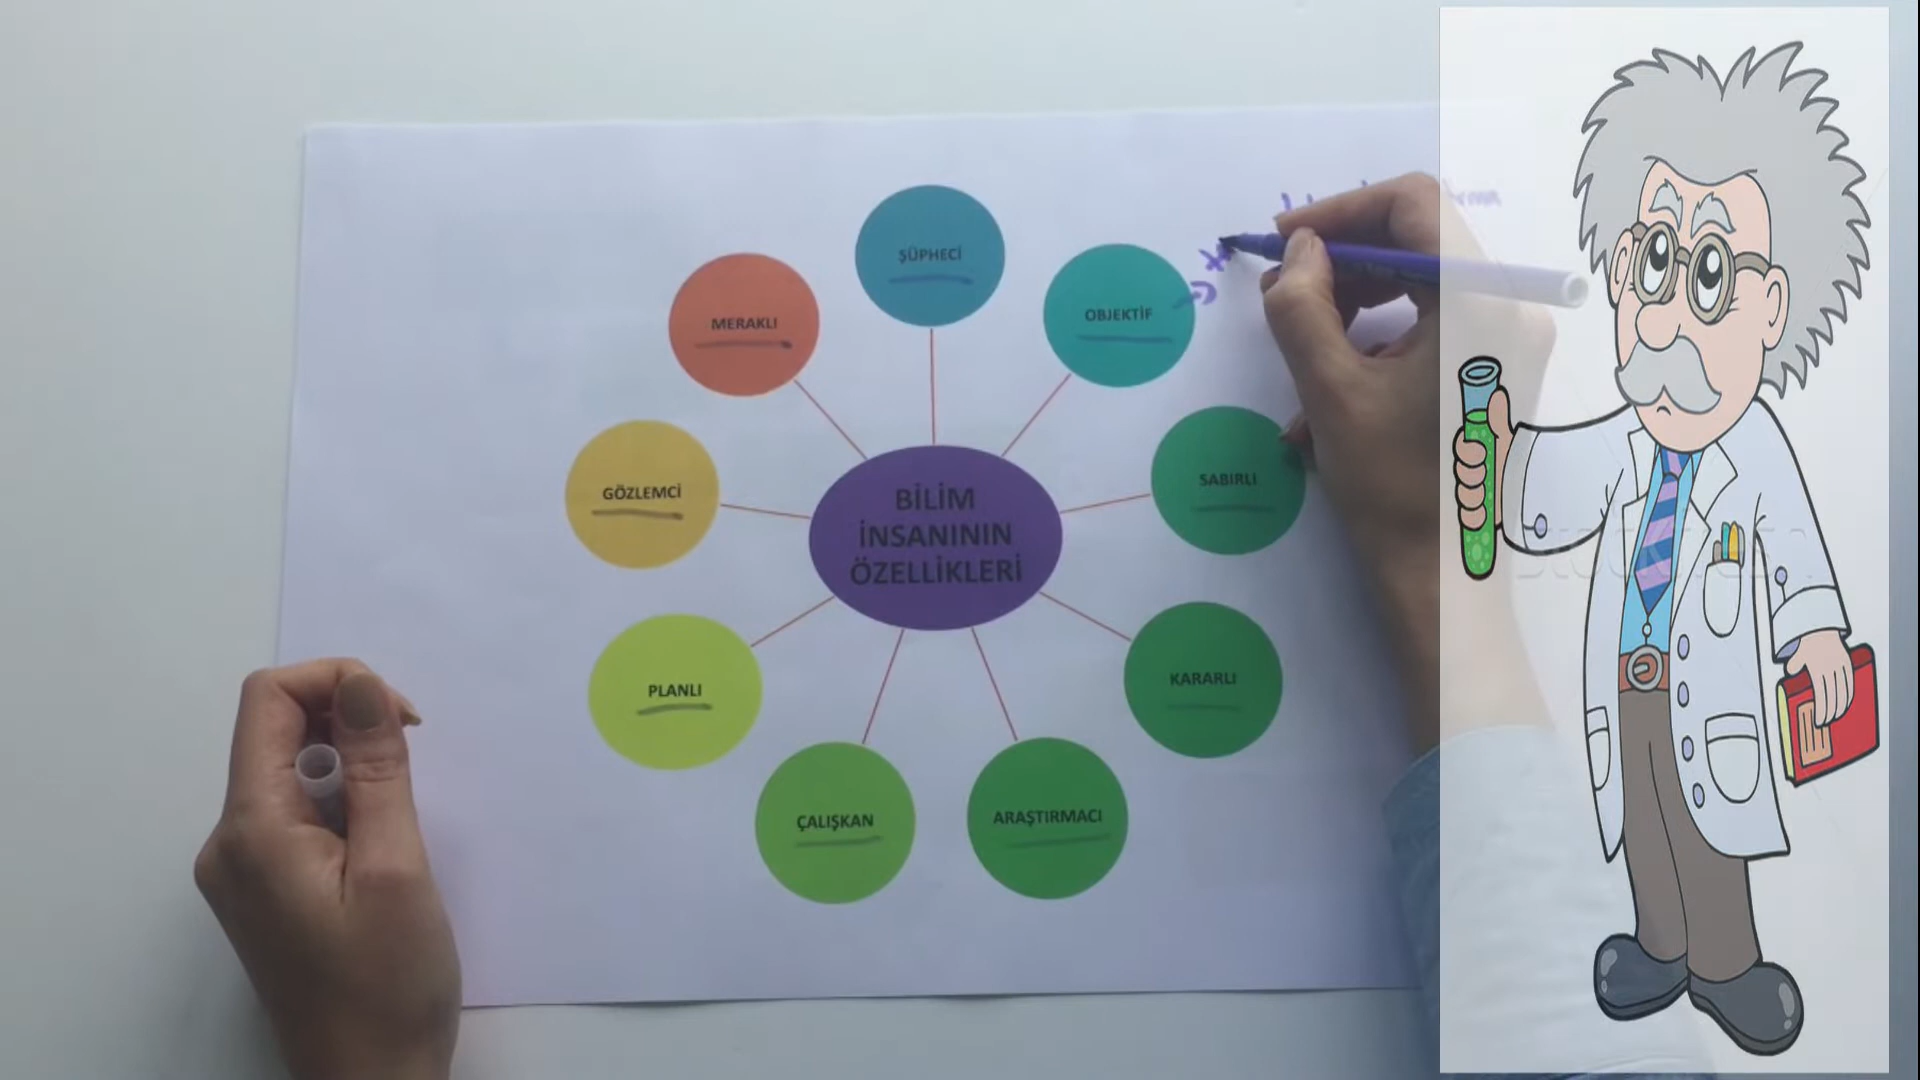 ŞÜPHECİ
MERAKLI
OBJEKTİF
GÖZLEMCİ
SABIRLI
BİLİM
İNSANININ
ÖZELLİKLERİ
PLANLI
KARARLI
ÇALIŞKAN
ARAŞTIRMACI